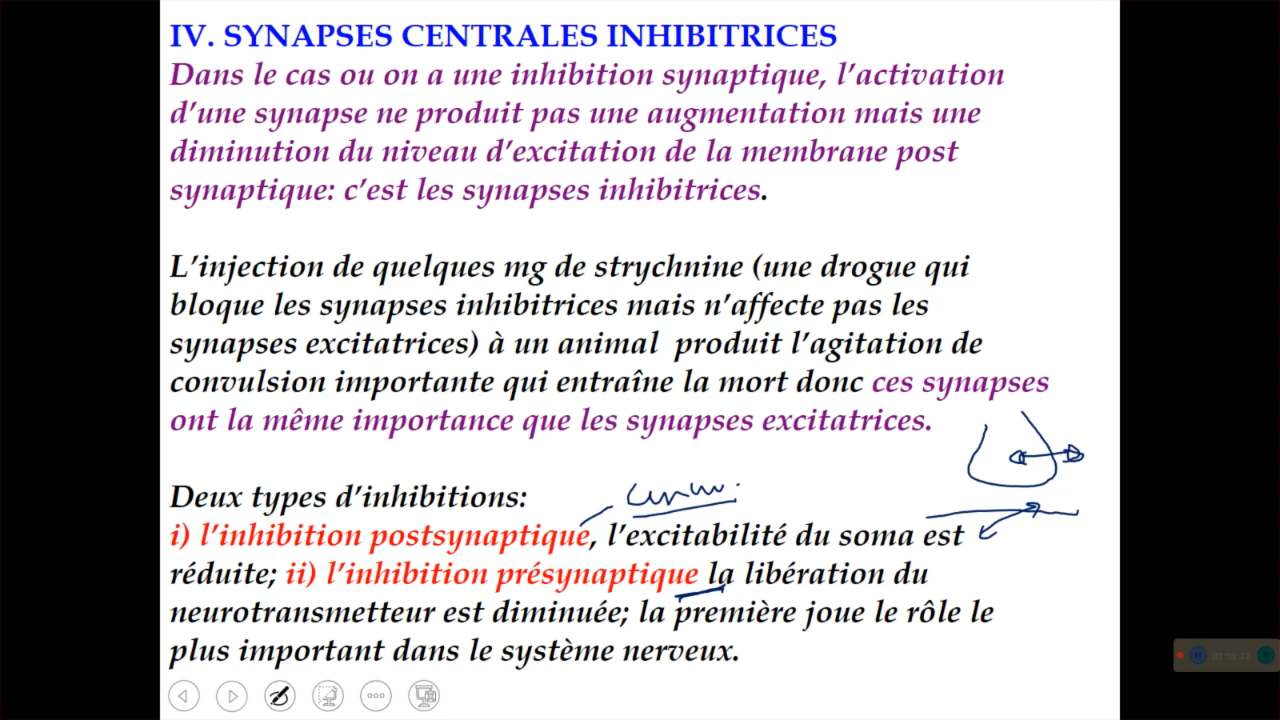 IV. SYNAPSES CENTRALES INHIBITRICES
Dans le cas ou on a une inhibition synaptique, l’activation
d’une synapse ne produit pas une augmentation mais une
diminution du niveau d’excitation de la membrane post
synaptique: c’est les synapses inhibitrices.
L’injection de quelques mg de strychnine (une drogue qui
bloque les synapses inhibitrices mais n’affecte pas les
synapses excitatrices) à un animal produit l’agitation de
convulsion importante qui entraîne la mort donc ces synapses
ont la même importance que les synapses excitatrices.
Deux types d’inhibitions:
i) l’inhibition postsynaptique, l’excitabilité du soma est
réduite; ii) l’inhibition présynaptique la libération du
neurotransmetteur est diminuée; la première joue le rôle le
plus important dans le système nerveux.